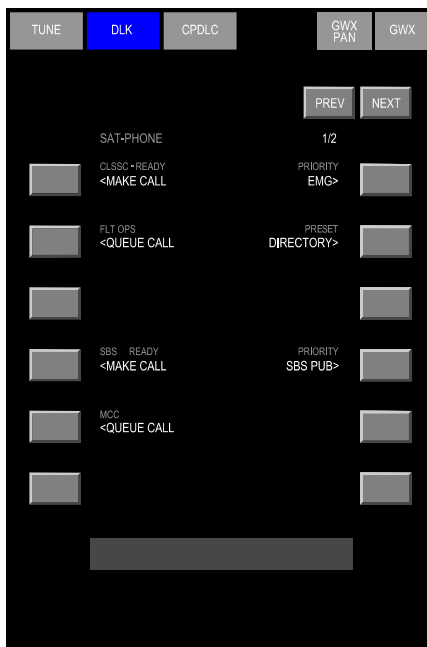 TUNE DLK CPDLC GWX PAN GWX
PREV NEXT
SAT-PHONE 1/2
CLSSC-READY PRIORITY
<MAKE CALL EMG>
FLT OPS PRESET
<QUEUE CALL DIRECTORY>
SBS READY PRIORITY
<MAKE CALL SBS PUB>
MCC
<QUEUE CALL